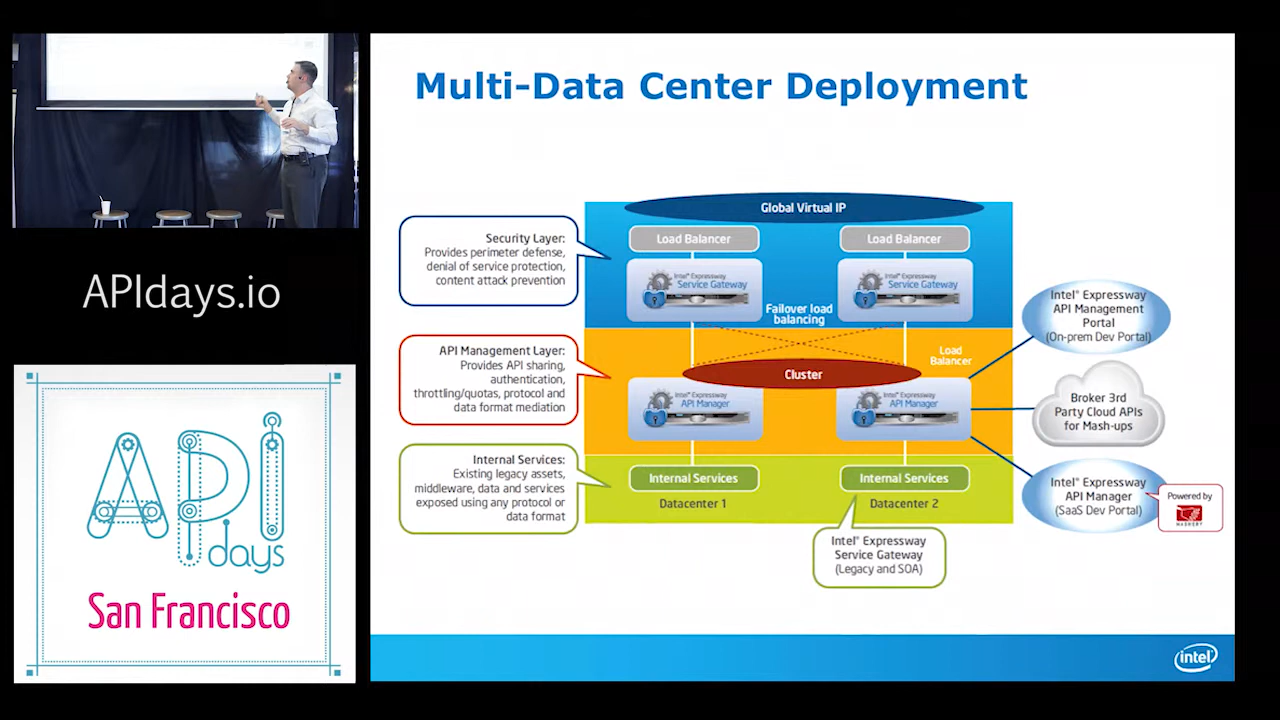 Multi-Data Center Deployment
Global Virtual IP
Security Layer:
Provides perimeter defense,
denial of service protection,
content attack prevention
Load Balancer
Load Balancer
Intel® Expressway
Service Gateway
Intel® Expressway
Service Gateway
Failover load
balancing
API Management Layer:
Provides API sharing,
authentication,
throttling/quotas, protocol and
data format mediation
Load
Balancer
Cluster
Intel® Expressway
API Manager
Intel® Expressway
API Manager
Internal Services:
Existing legacy assets,
middleware, data and services
exposed using any protocol or
data format
Internal Services
Internal Services
Datacenter 1
Datacenter 2
Intel® Expressway
Service Gateway
(Legacy and SOA)
Intel® Expressway
API Management
Portal
(On-prem Dev Portal)
Broker 3rd
Party Cloud APIs
for Mash-ups
Intel® Expressway
API Manager
(SaaS Dev Portal)
Powered by
MASHERY
intel
APIdays.io
API
days
San Francisco